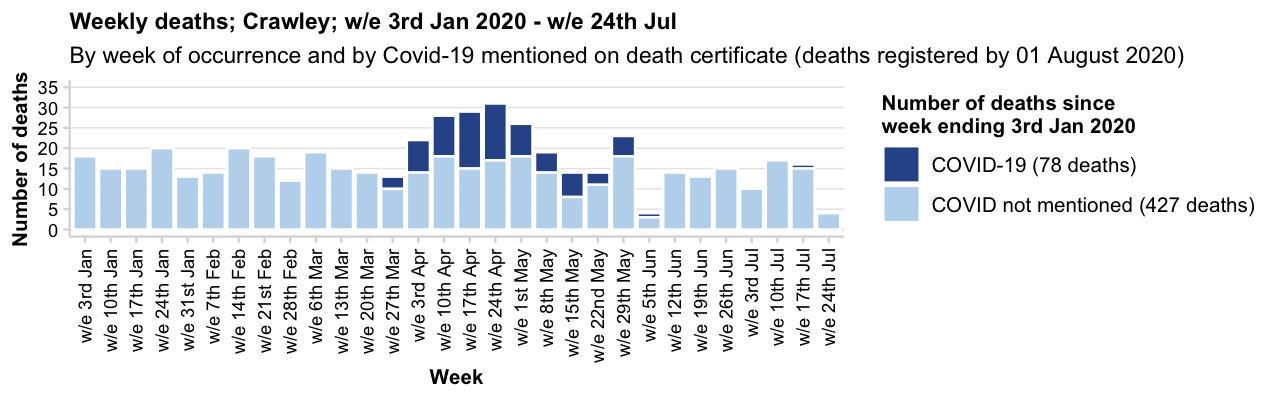 Weekly deaths; Crawley; w/e 3rd Jan 2020 - w/e 24th Jul
By week of occurrence and by Covid-19 mentioned on death certificate (deaths registered by 01 August 2020)
Number of deaths
35
30
25
20
15
10
5
0
w/e 3rd Jan
w/e 10th Jan
w/e 17th Jan
w/e 24th Jan
w/e 31st Jan
w/e 7th Feb
w/e 14th Feb
w/e 21st Feb
w/e 28th Feb
w/e 6th Mar
w/e 13th Mar
w/e 20th Mar
w/e 27th Mar
w/e 3rd Apr
w/e 10th Apr
w/e 17th Apr
w/e 24th Apr
w/e 1st May
w/e 8th May
w/e 15th May
w/e 22nd May
w/e 29th May
w/e 5th Jun
w/e 12th Jun
w/e 19th Jun
w/e 26th Jun
w/e 3rd Jul
w/e 10th Jul
w/e 17th Jul
w/e 24th Jul
Week
Number of deaths since
week ending 3rd Jan 2020
COVID-19 (78 deaths)
COVID not mentioned (427 deaths)